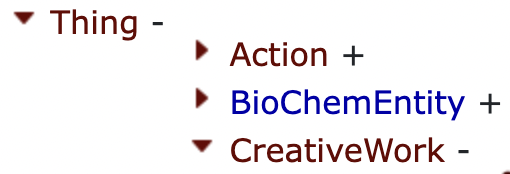 Thing -
Action +
BioChemEntity +
CreativeWork -